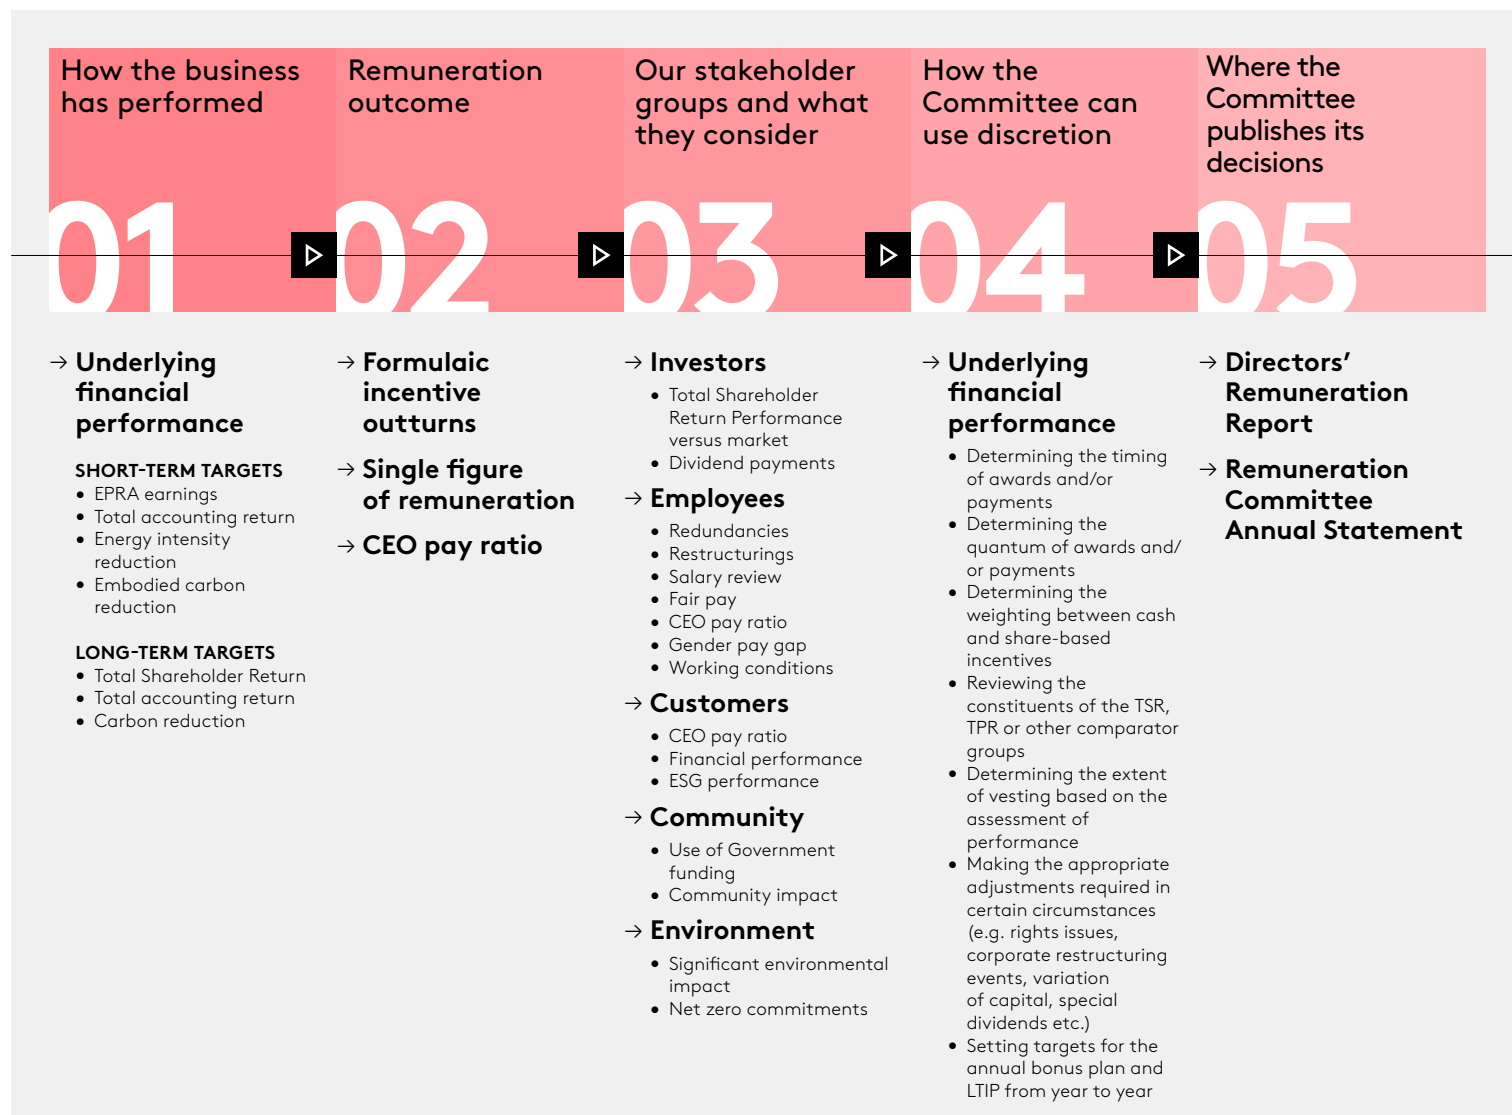 How the business
has performed
01
Remuneration
outcome
02
Our stakeholder
groups and what
they consider
03
How the
Committee can
use discretion
04
Where the
Committee
publishes its
decisions
05
→ Underlying
financial
performance
SHORT-TERM TARGETS
• EPRA earnings
• Total accounting return
• Energy intensity
reduction
• Embodied carbon
reduction
LONG-TERM TARGETS
• Total Shareholder Return
• Total accounting return
• Carbon reduction
→ Formulaic
incentive
outturns
→ Single figure
of remuneration
→ CEO pay ratio
→ Investors
• Total Shareholder
Return Performance
versus market
• Dividend payments
→ Employees
• Redundancies
• Restructurings
• Salary review
• Fair pay
• CEO pay ratio
• Gender pay gap
• Working conditions
→ Customers
• CEO pay ratio
• Financial performance
• ESG performance
→ Community
• Use of Government
funding
• Community impact
→ Environment
• Significant environmental
impact
• Net zero commitments
→ Underlying
financial
performance
• Determining the timing
of awards and/or
payments
• Determining the
quantum of awards and/
or payments
• Determining the
weighting between cash
and share-based
incentives
• Reviewing the
constituents of the TSR,
TPR or other comparator
groups
• Determining the extent
of vesting based on the
assessment of
performance
• Making the appropriate
adjustments required in
certain circumstances
(e.g. rights issues,
corporate restructuring
events, variation
of capital, special
dividends etc.)
• Setting targets for the
annual bonus plan and
LTIP from year to year
→ Directors’
Remuneration
Report
→ Remuneration
Committee
Annual Statement